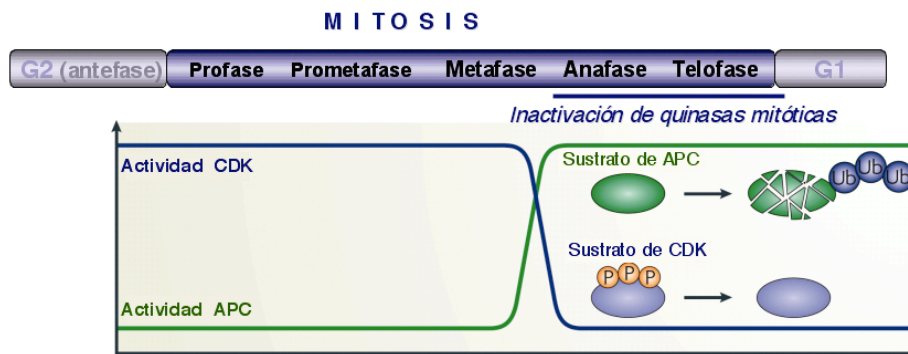 MITOSIS
G2 (antefase) Profase Prometafase Metafase Anafase Telofase G1
Inactivación de quinasas mitóticas
Actividad CDK
Sustrato de APC
Ub Ub Ub
Sustrato de CDK
P P P
Actividad APC